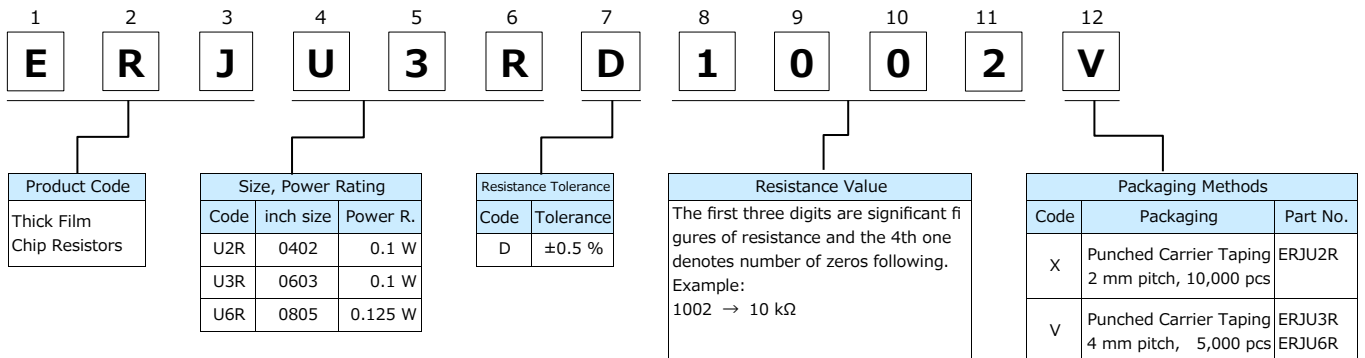 1 2 3 4 5 6 7 8 9 10 11 12
E R J U 3 R D 1 0 0 2 V
Product Code
Thick Film
Chip Resistors
Size, Power Rating
Code inch size Power R.
U2R 0402 0.1 W
U3R 0603 0.1 W
U6R 0805 0.125 W
Resistance Tolerance
Code Tolerance
D ±0.5 %
Resistance Value
The first three digits are significant fi
gures of resistance and the 4th one
denotes number of zeros following.
Example:
1002 → 10 kΩ
Packaging Methods
Code Packaging Part No.
X Punched Carrier Taping ERJU2R
2 mm pitch, 10,000 pcs
V Punched Carrier Taping ERJU3R
4 mm pitch, 5,000 pcs ERJU6R